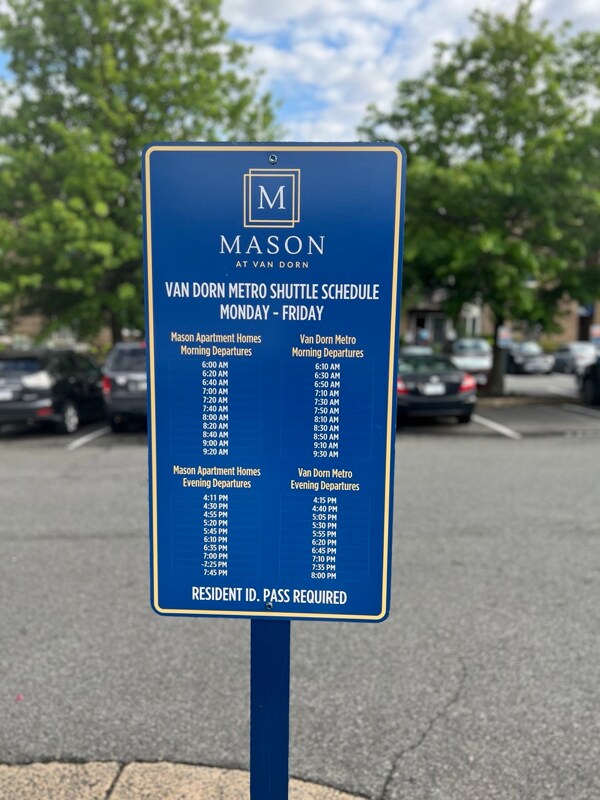 M
MASON
AT VAN DORN
VAN DORN METRO SHUTTLE SCHEDULE
MONDAY - FRIDAY
Mason Apartment Homes
Morning Departures
6:00 AM
6:20 AM
6:40 AM
7:00 AM
7:20 AM
7:40 AM
8:00 AM
8:20 AM
8:40 AM
9:00 AM
9:20 AM
Van Dorn Metro
Morning Departures
6:10 AM
6:30 AM
6:50 AM
7:10 AM
7:30 AM
7:50 AM
8:10 AM
8:30 AM
8:50 AM
9:10 AM
9:30 AM
Mason Apartment Homes
Evening Departures
4:11 PM
4:30 PM
4:55 PM
5:20 PM
5:45 PM
6:10 PM
6:35 PM
7:00 PM
-7:25 PM
7:45 PM
Van Dorn Metro
Evening Departures
4:15 PM
4:40 PM
5:05 PM
5:30 PM
5:55 PM
6:20 PM
6:45 PM
7:10 PM
7:35 PM
8:00 PM
RESIDENT ID. PASS REQUIRED